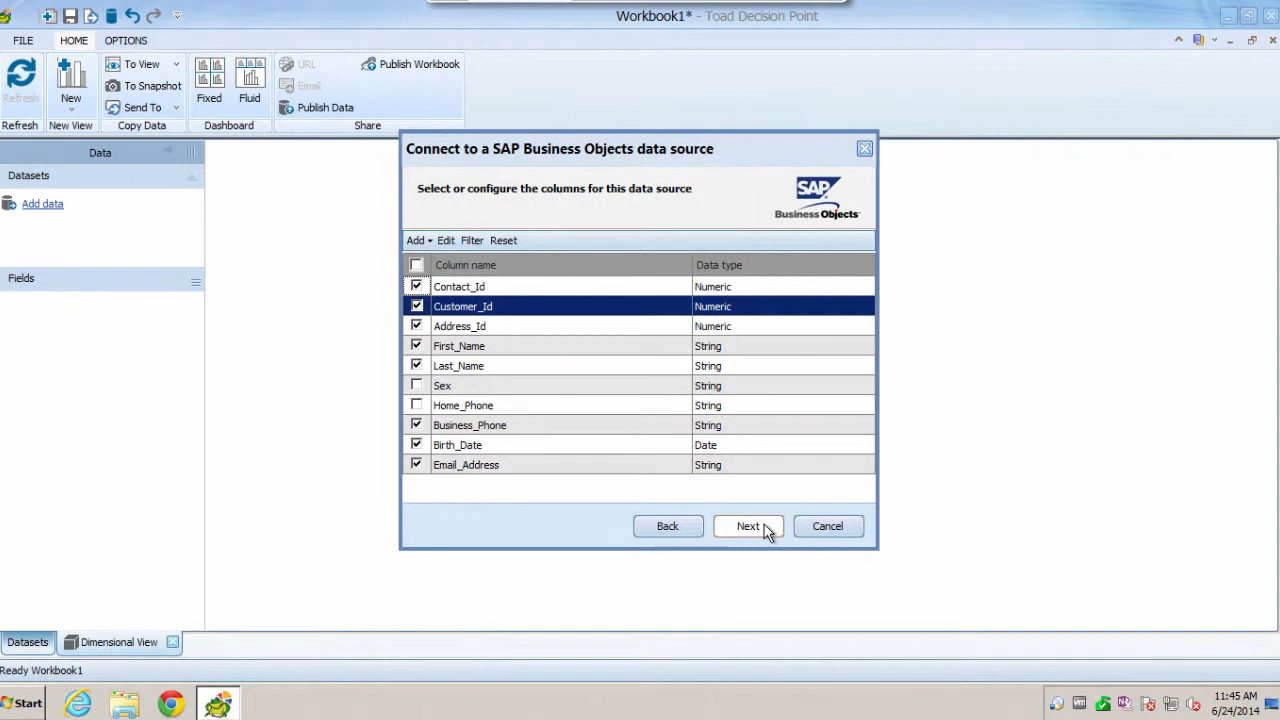 Workbook1* - Toad Decision Point
FILE HOME OPTIONS
Refresh
New
To View
To Snapshot
Send To
Fixed
Fluid
URL
Email
Publish Data
Publish Workbook
Refresh New View Copy Data Dashboard Share
Data
Datasets
Add data
Fields
Connect to a SAP Business Objects data source
Select or configure the columns for this data source
SAP
BusinessObjects
Add Edit Filter Reset
Column name Data type
Contact_Id Numeric
Customer_Id Numeric
Address_Id Numeric
First_Name String
Last_Name String
Sex String
Home_Phone String
Business_Phone String
Birth_Date Date
Email_Address String
Back Next Cancel
Datasets Dimensional View
Ready Workbook1
Start
11:45 AM
6/24/2014